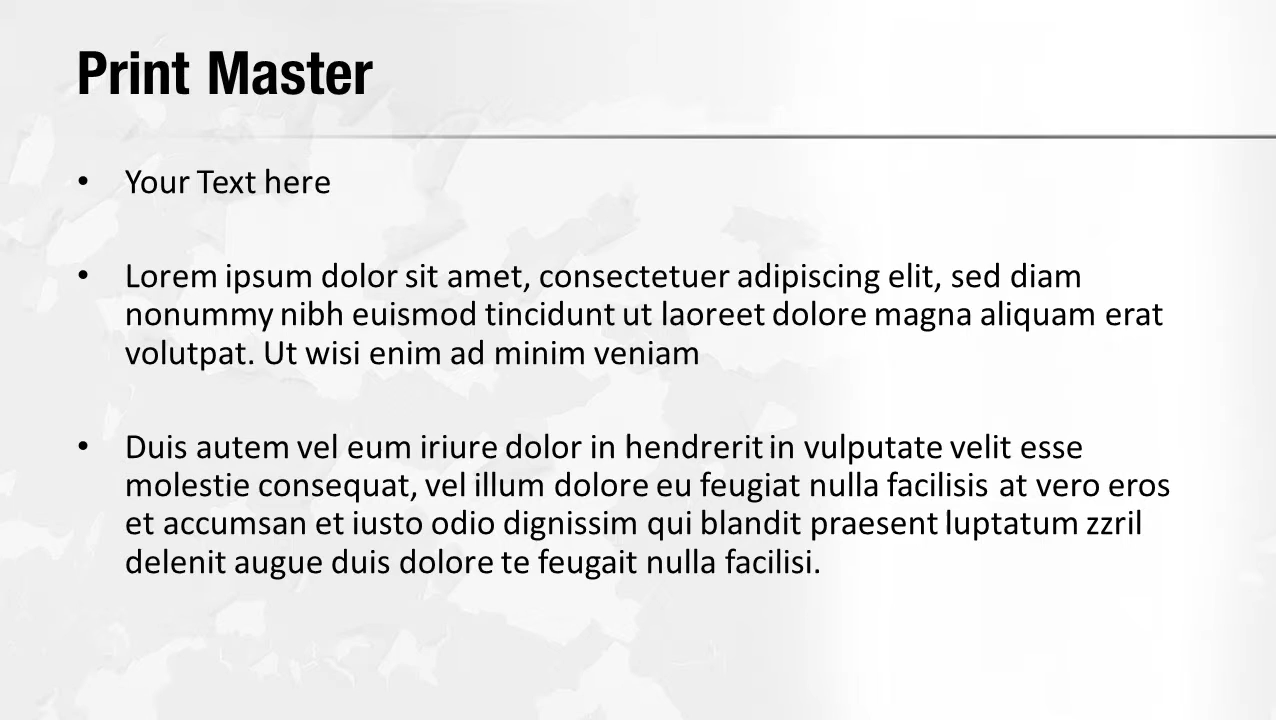 Print Master
• Your Text here
• Lorem ipsum dolor sit amet, consectetuer adipiscing elit, sed diam
nonummy nibh euismod tincidunt ut laoreet dolore magna aliquam erat
volutpat. Ut wisi enim ad minim veniam
• Duis autem vel eum iriure dolor in hendrerit in vulputate velit esse
molestie consequat, vel illum dolore eu feugiat nulla facilisis at vero eros
et accumsan et iusto odio dignissim qui blandit praesent luptatum zzril
delenit augue duis dolore te feugait nulla facilisi.